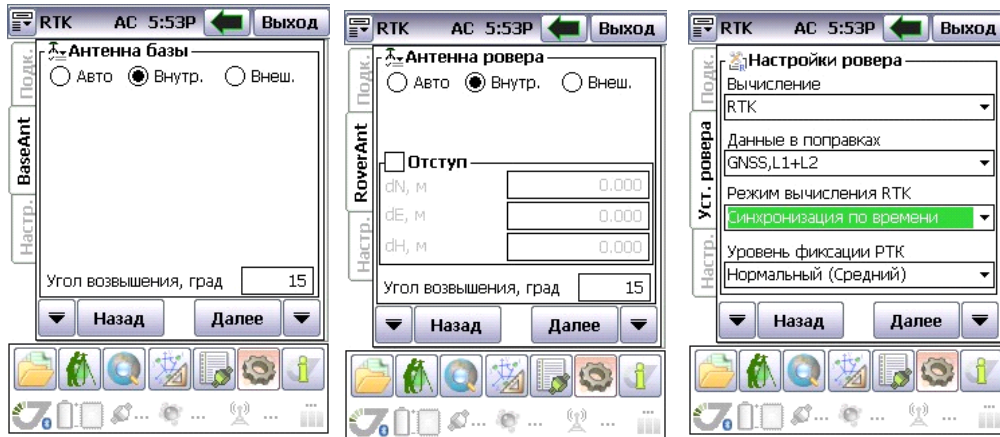 RTK AC 5:53P Выход
Подк.
BaseAnt
Настр.
Антенна базы
Авто Внутр. Внеш.
Угол возвышения, град 15
Назад Далее
RTK AC 5:53P Выход
Подк.
RoverAnt
Настр.
Антенна ровера
Авто Внутр. Внеш.
Отступ
dN, м 0.000
dE, м 0.000
dH, м 0.000
Угол возвышения, град 15
Назад Далее
RTK AC 5:53P Выход
Подк.
Уст. ровера
Настр.
Настройки ровера
Вычисление
RTK
Данные в поправках
GNSS,L1+L2
Режим вычисления RTK
Синхронизация по времени
Уровень фиксации РТК
Нормальный (Средний)
Назад Далее